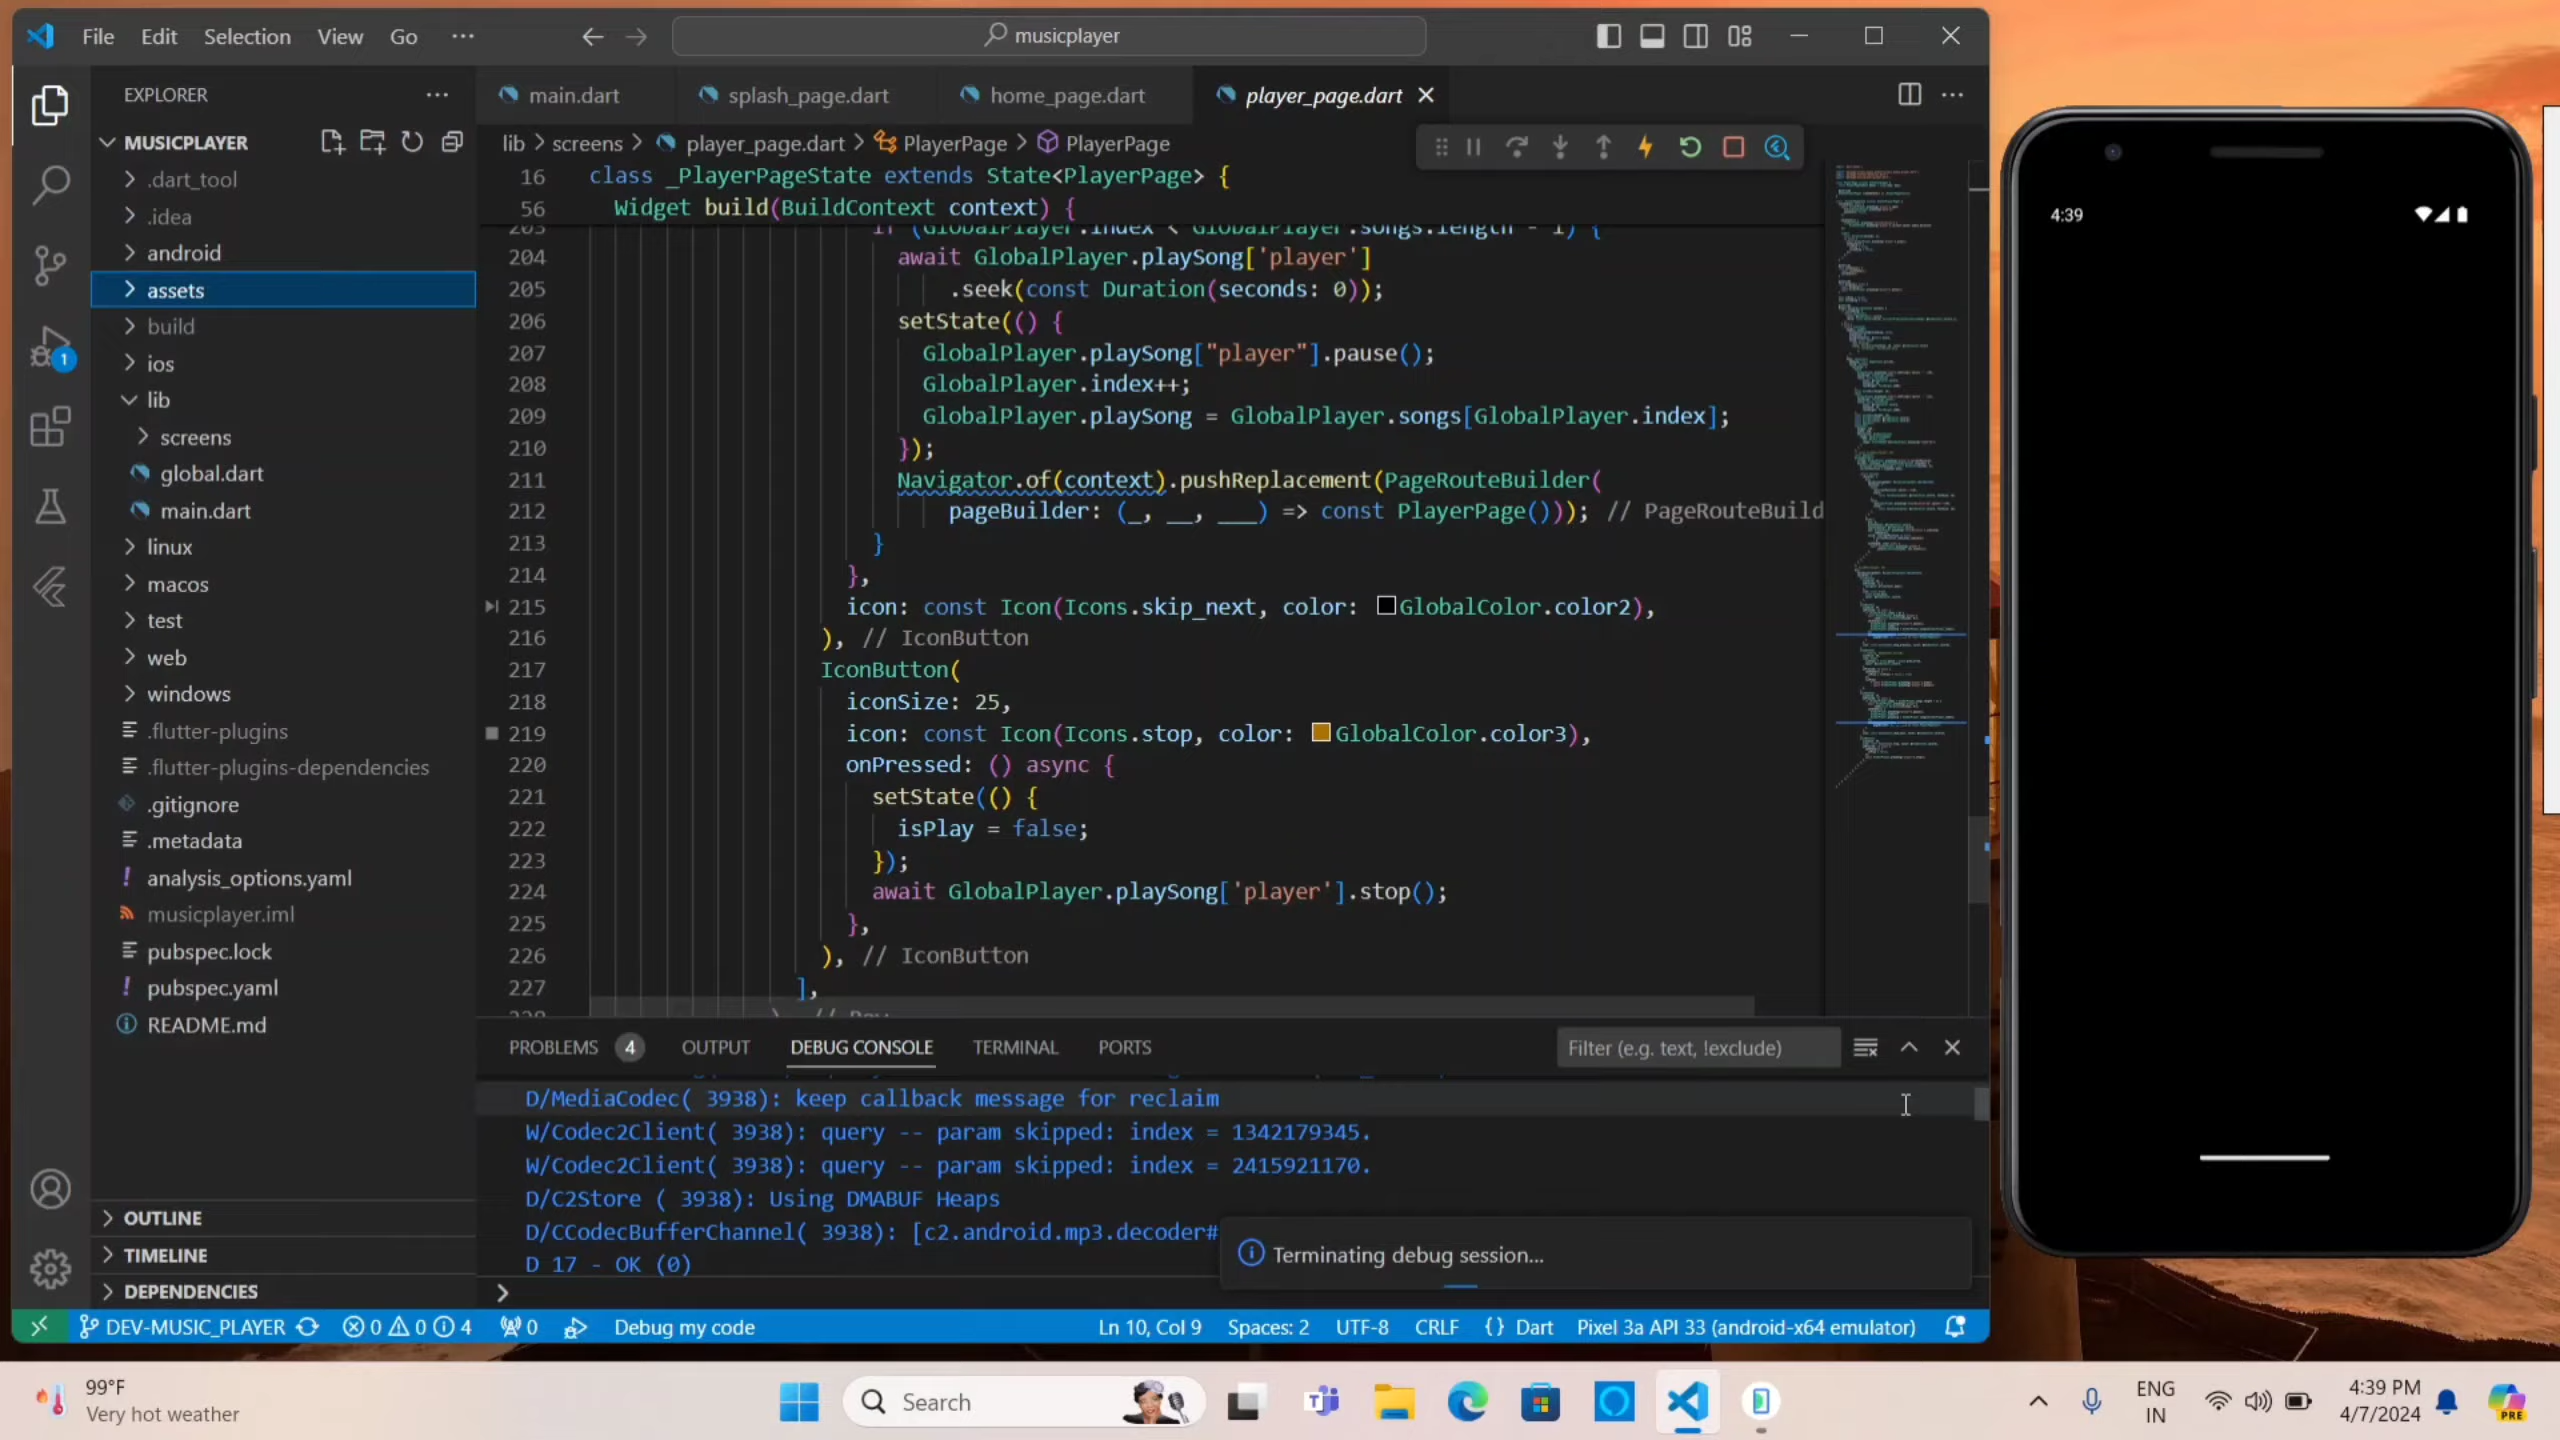 File Edit Selection View Go ···
musicplayer
EXPLORER
MUSICPLAYER
.dart_tool
.idea
android
assets
build
ios
lib
screens
global.dart
main.dart
linux
macos
test
web
windows
.flutter-plugins
.flutter-plugins-dependencies
.gitignore
.metadata
analysis_options.yaml
musicplayer.iml
pubspec.lock
pubspec.yaml
README.md
OUTLINE
TIMELINE
DEPENDENCIES
1
main.dart splash_page.dart home_page.dart player_page.dart
lib > screens > player_page.dart > PlayerPage > PlayerPage
16 class _PlayerPageState extends State<PlayerPage> {
56 Widget build(BuildContext context) {
203 if (GlobalPlayer.index < GlobalPlayer.songs.length - 1) {
204 await GlobalPlayer.playSong['player']
205 .seek(const Duration(seconds: 0));
206 setState(() {
207 GlobalPlayer.playSong["player"].pause();
208 GlobalPlayer.index++;
209 GlobalPlayer.playSong = GlobalPlayer.songs[GlobalPlayer.index];
210 });
211 Navigator.of(context).pushReplacement(PageRouteBuilder(
212 pageBuilder: (_, __, ___) => const PlayerPage())); // PageRouteBuild
213 }
214 },
215 icon: const Icon(Icons.skip_next, color: GlobalColor.color2),
216 ), // IconButton
217 IconButton(
218 iconSize: 25,
219 icon: const Icon(Icons.stop, color: GlobalColor.color3),
220 onPressed: () async {
221 setState(() {
222 isPlay = false;
223 });
224 await GlobalPlayer.playSong['player'].stop();
225 },
226 ), // IconButton
227 ],
PROBLEMS 4 OUTPUT DEBUG CONSOLE TERMINAL PORTS
Filter (e.g. text, !exclude)
D/MediaCodec( 3938): keep callback message for reclaim
W/Codec2Client( 3938): query -- param skipped: index = 1342179345.
W/Codec2Client( 3938): query -- param skipped: index = 2415921170.
D/C2Store ( 3938): Using DMABUF Heaps
D/CCodecBufferChannel( 3938): [c2.android.mp3.decoder#
D 17 - OK (0)
Terminating debug session...
DEV-MUSIC_PLAYER 0 0 4 0 Debug my code Ln 10, Col 9 Spaces: 2 UTF-8 CRLF {} Dart Pixel 3a API 33 (android-x64 emulator)
4:39
99°F
Very hot weather
Search
ENG
IN
4:39 PM
4/7/2024
PRE